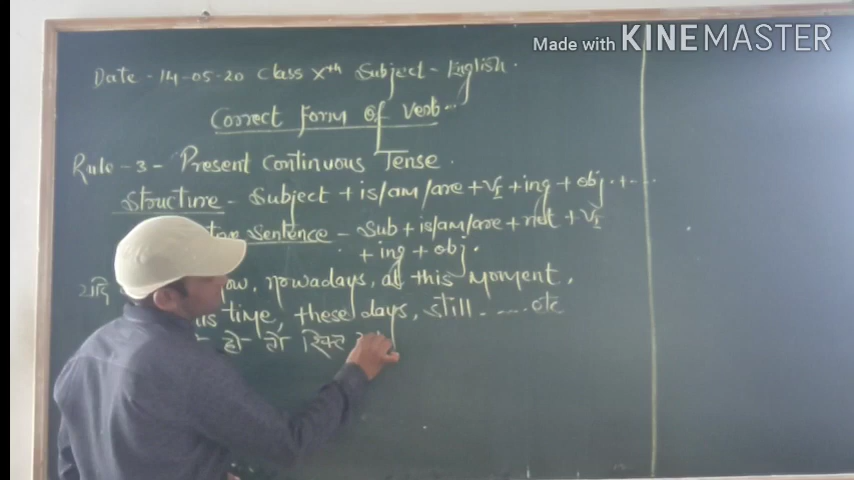 Made with KINEMASTER
Date - 14-05-20 Class Xth Subject - English.
Correct Form Of Verb...
Rule - 3 - Present Continuous Tense.
Structure - Subject + is/am/are + V1 + ing + obj. + ....
Sentence - Sub + is/am/are + not + V1
+ ing + obj.
यदि nowadays, at this Moment,
time, these days, still ...... etc
हो तो रिक्त